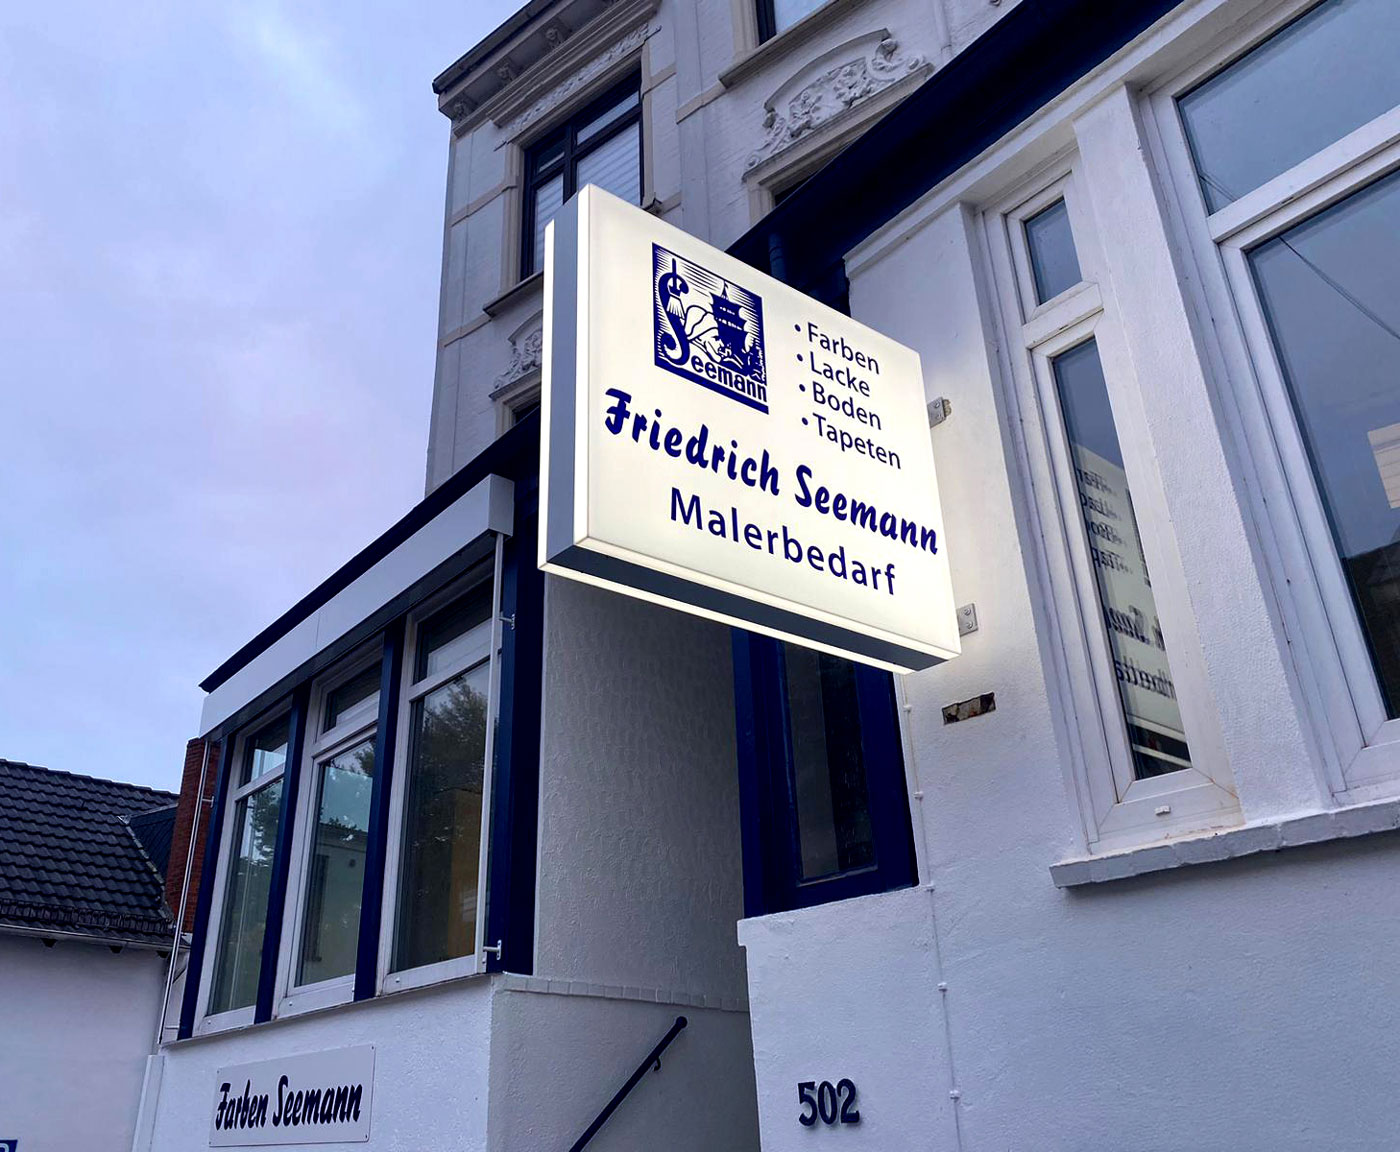 Seemann
• Farben
• Lacke
• Boden
• Tapeten
Friedrich Seemann
Malerbedarf
Farben Seemann
502